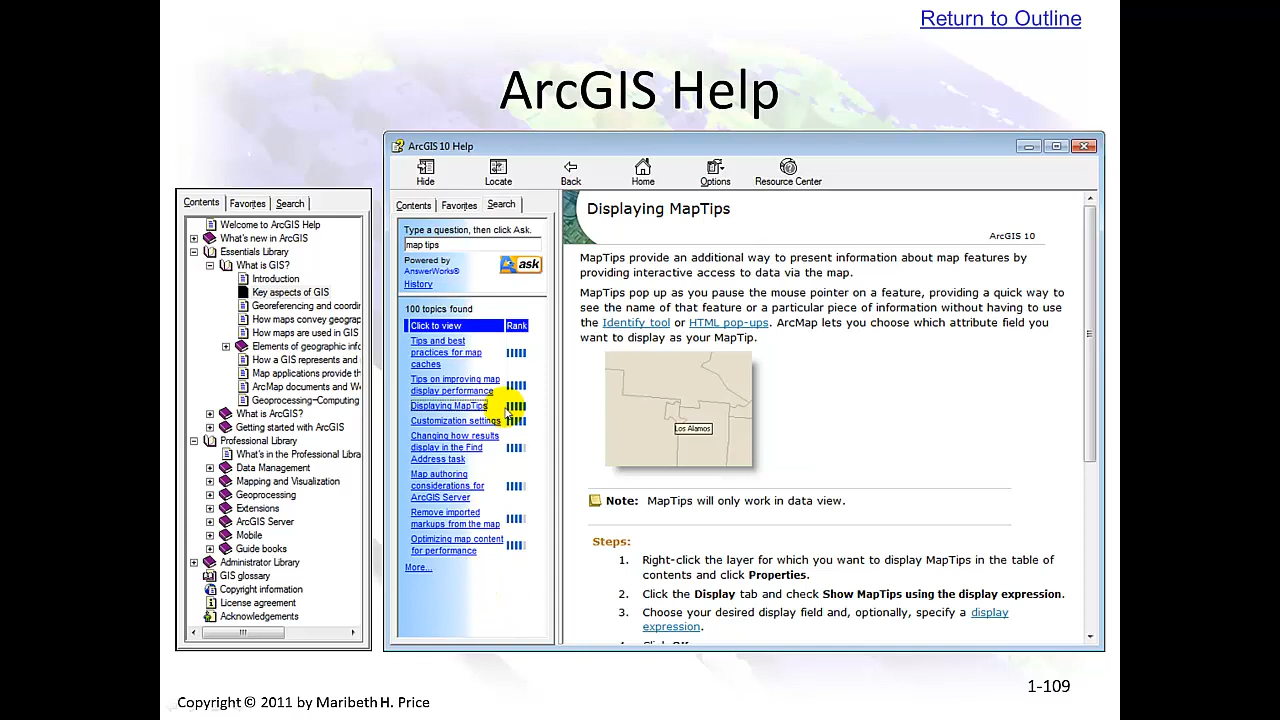 Return to Outline
ArcGIS Help
Contents Favorites Search
Welcome to ArcGIS Help
What's new in ArcGIS
Essentials Library
What is GIS?
Introduction
Key aspects of GIS
Georeferencing and coordin
How maps convey geograp
How maps are used in GIS
Elements of geographic info
How a GIS represents and
Map applications provide th
ArcMap documents and We
Geoprocessing-Computing
What is ArcGIS?
Getting started with ArcGIS
Professional Library
What's in the Professional Libra
Data Management
Mapping and Visualization
Geoprocessing
Extensions
ArcGIS Server
Mobile
Guide books
Administrator Library
GIS glossary
Copyright information
License agreement
Acknowledgements
ArcGIS 10 Help
Hide Locate Back Home Options Resource Center
Contents Favorites Search
Type a question, then click Ask.
map tips
Powered by
AnswerWorks®
ask
History
100 topics found
Click to view Rank
Tips and best
practices for map
caches
Tips on improving map
display performance
Displaying MapTips
Customization settings
Changing how results
display in the Find
Address task
Map authoring
considerations for
ArcGIS Server
Remove imported
markups from the map
Optimizing map content
for performance
More...
Displaying MapTips
ArcGIS 10
MapTips provide an additional way to present information about map features by
providing interactive access to data via the map.
MapTips pop up as you pause the mouse pointer on a feature, providing a quick way to
see the name of that feature or a particular piece of information without having to use
the Identify tool or HTML pop-ups. ArcMap lets you choose which attribute field you
want to display as your MapTip.
Los Alamos
Note: MapTips will only work in data view.
Steps:
1. Right-click the layer for which you want to display MapTips in the table of
contents and click Properties.
2. Click the Display tab and check Show MapTips using the display expression.
3. Choose your desired display field and, optionally, specify a display
expression.
1-109
Copyright © 2011 by Maribeth H. Price